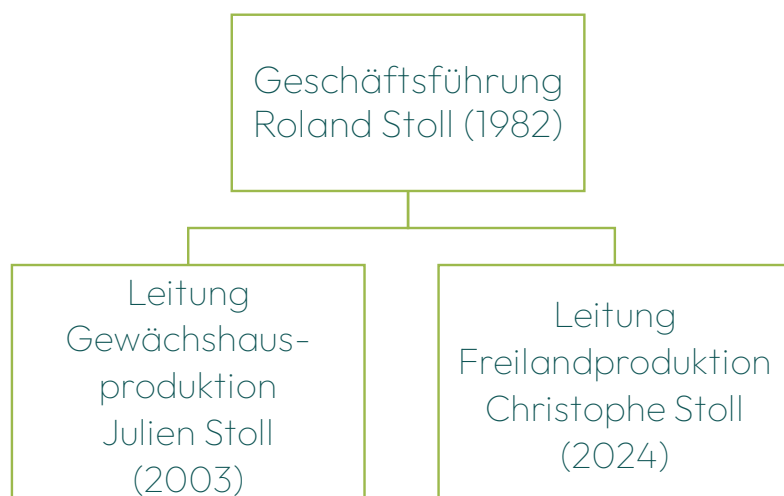 Geschäftsführung
Roland Stoll (1982)
Leitung
Gewächshaus-
produktion
Julien Stoll
(2003)
Leitung
Freilandproduktion
Christophe Stoll
(2024)